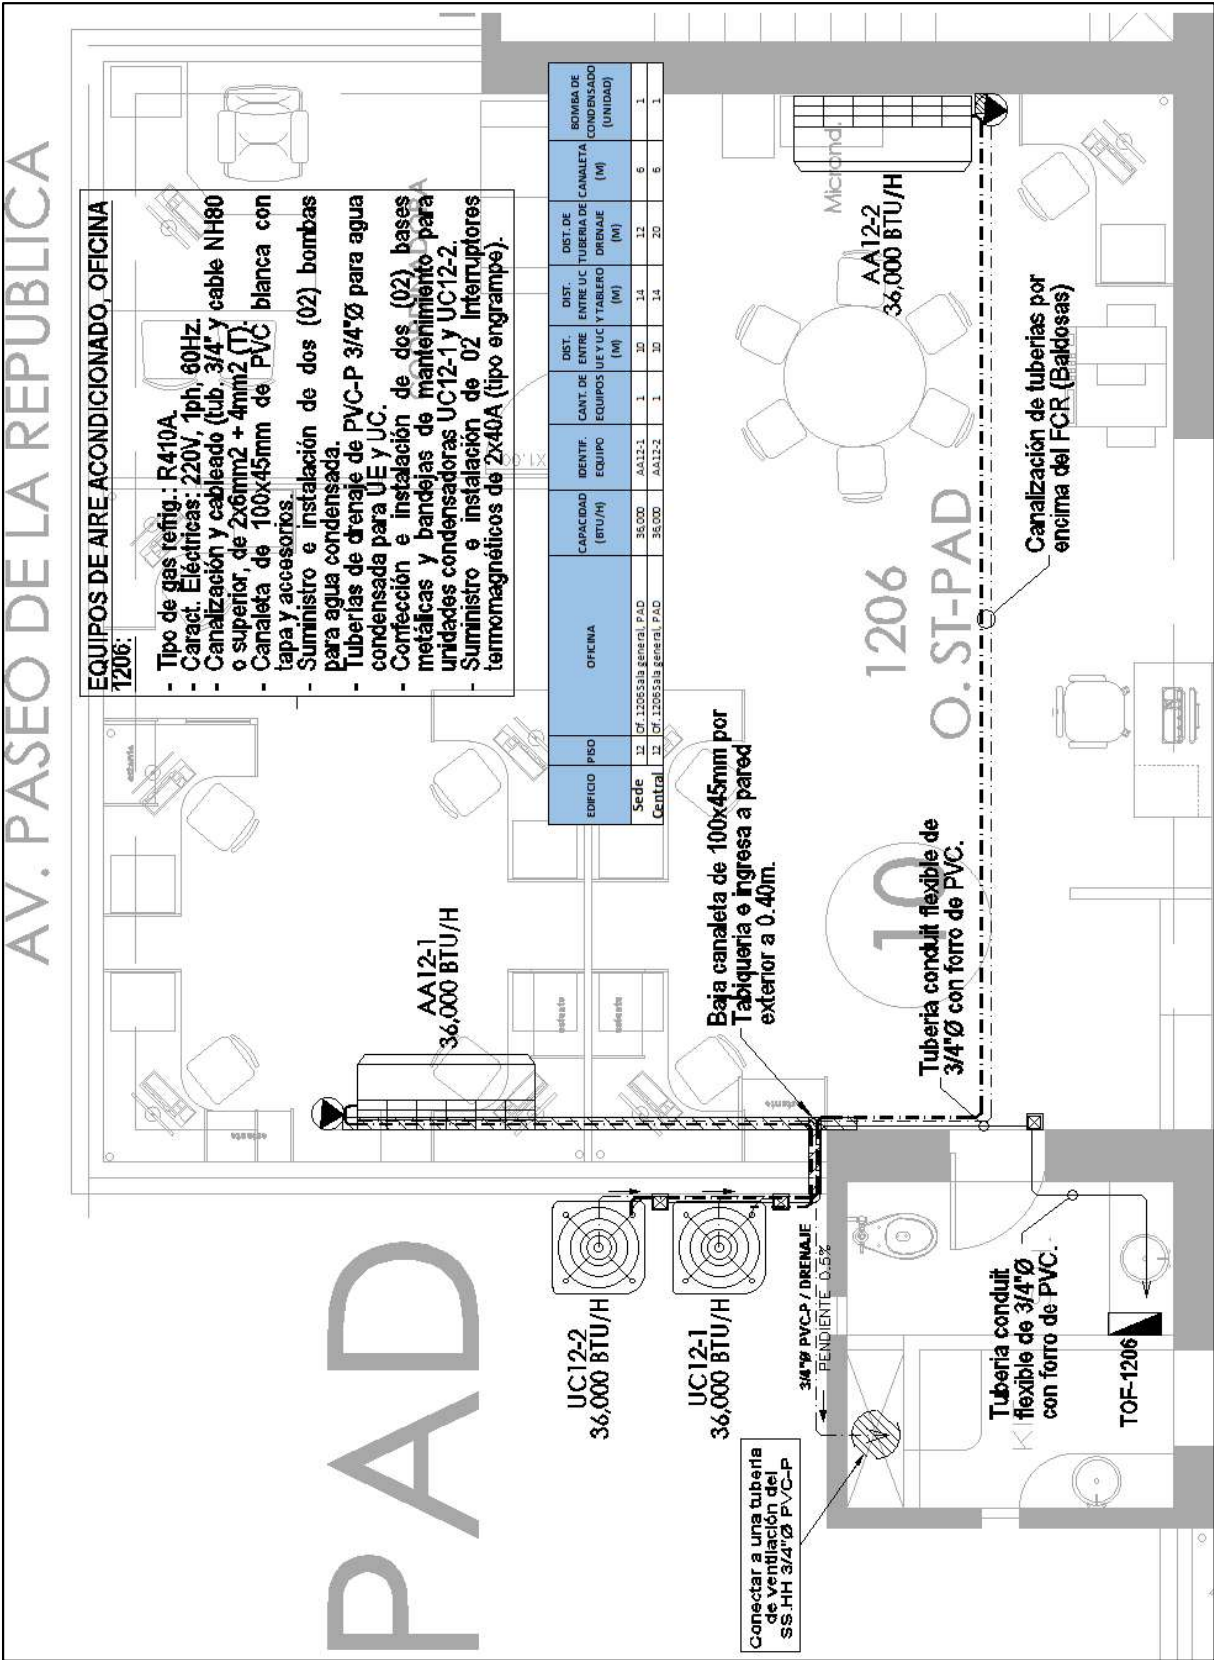 AV. PASEO DE LA REPUBLICA
EQUIPOS DE AIRE ACONDICIONADO, OFICINA
1206:
- Tipo de gas refrig.: R410A.
- Caract. Eléctricas: 220V, 1ph, 60Hz.
- Canalización y cableado (tub. 3/4" y cable NH80
o superior, de 2x6mm2 + 4mm2 (T).
- Canaleta de 100x45mm de PVC blanca con
tapa y accesorios.
- Suministro e instalación de dos (02) bombas
para agua condensada.
- Tuberías de drenaje de PVC-P 3/4"Ø para agua
condensada para UE y UC.
- Confección e instalación de dos (02) bases
metálicas y bandejas de mantenimiento para
unidades condensadoras UC12-1 y UC12-2.
- Suministro e instalación de 02 Interruptores
termomagnéticos de 2x40A (tipo engrampe).
X1.00
EDIFICIO PISO OFICINA CAPACIDAD (BTU/H) IDENTIF. EQUIPO CANT. DE EQUIPOS DIST. ENTRE UE Y UC (M) DIST. ENTRE UC Y TABLERO (M) DIST. DE TUBERIA DE DRENAJE (M) CANALETA (M) BOMBA DE CONDENSADO (UNIDAD)
Sede 12 Of. 1206 Sala general, PAD 36,000 AA12-1 1 10 14 12 6 1
Central 12 Of. 1206 Sala general, PAD 36,000 AA12-2 1 10 14 20 6 1
estante
AA12-1
36,000 BTU/H
estante
estante
estante
estante
Baja canaleta de 100x45mm por
Tabiqueria e ingresa a pared
exterior a 0.40m.
Microond.
AA12-2
36,000 BTU/H
1206
O. ST-PAD
10
Canalización de tuberias por
encima del FCR (Baldosas)
Tuberia conduit flexible de
3/4"Ø con forro de PVC.
PAD
UC12-2
36,000 BTU/H
UC12-1
36,000 BTU/H
3/4"Ø PVC-P / DRENAJE
PENDIENTE 0.5%
Conectar a una tuberia
de ventilación del
SS.HH 3/4"Ø PVC-P
Tuberia conduit
flexible de 3/4"Ø
con forro de PVC.
TOF-1206